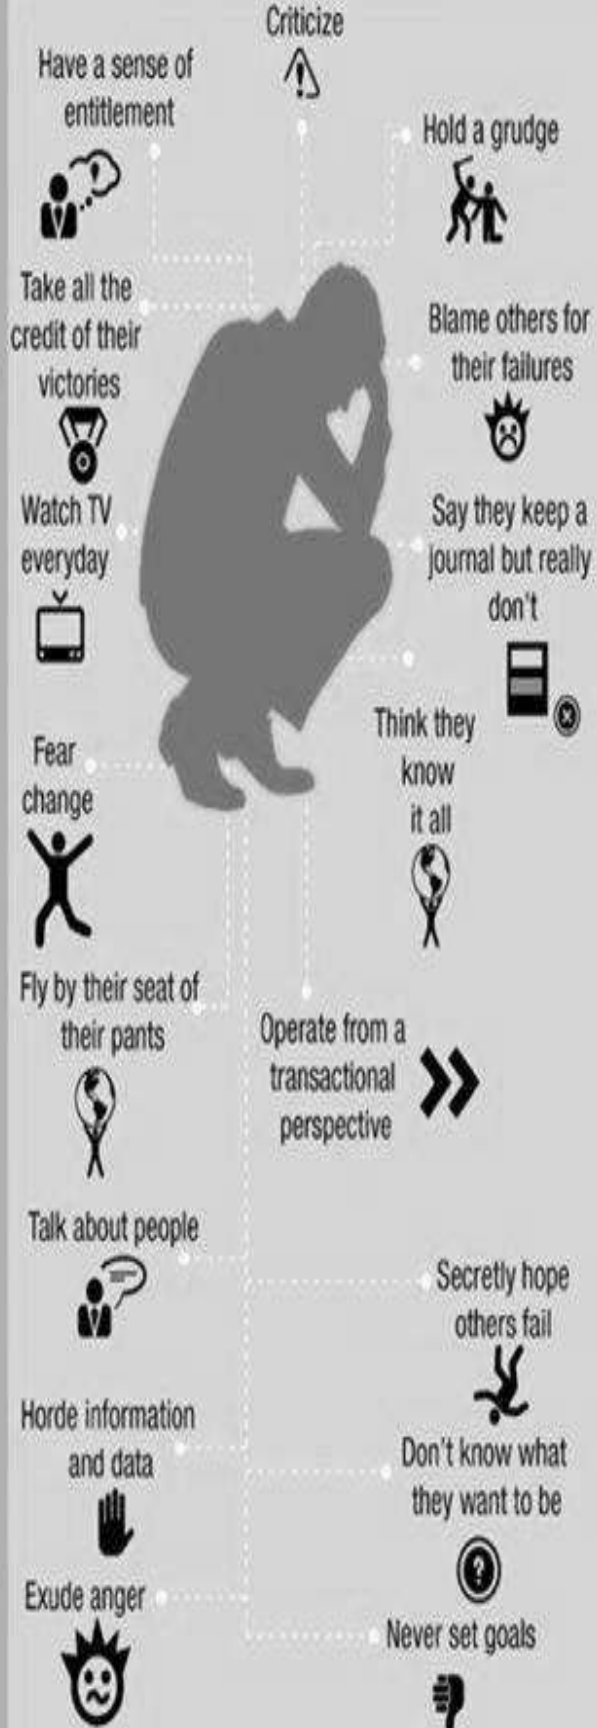 Criticize
Have a sense of
entitlement
Hold a grudge
Take all the
credit of their
victories
Blame others for
their failures
Watch TV
everyday
Say they keep a
journal but really
don't
Think they
know
it all
Fear
change
Fly by their seat of
their pants
Operate from a
transactional
perspective
Talk about people
Secretly hope
others fail
Horde information
and data
Don't know what
they want to be
Exude anger
Never set goals